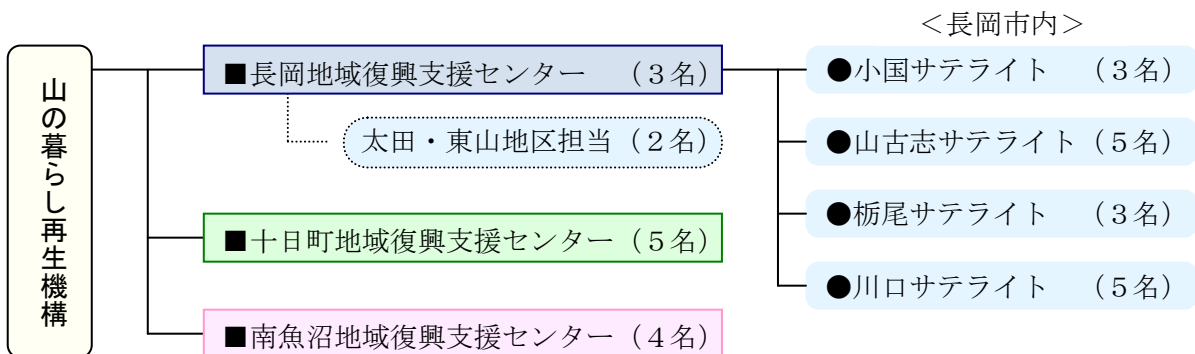 ＜長岡市内＞
山の暮らし再生機構
■長岡地域復興支援センター　（３名）
太田・東山地区担当（２名）
■十日町地域復興支援センター（５名）
■南魚沼地域復興支援センター（４名）
●小国サテライト　（３名）
●山古志サテライト（５名）
●栃尾サテライト　（３名）
●川口サテライト　（５名）